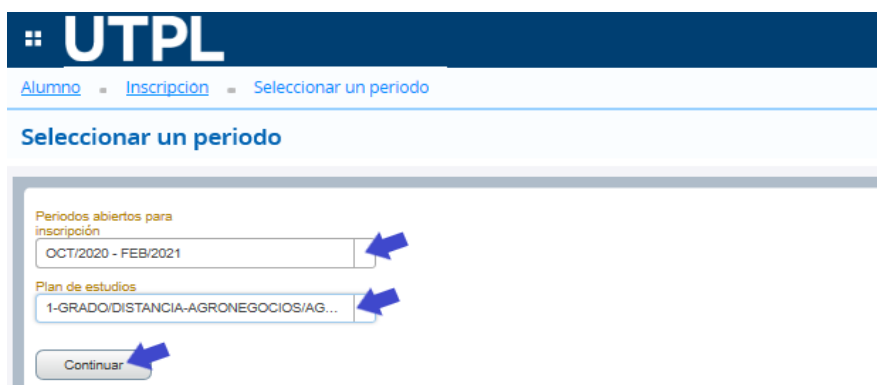 UTPL
Alumno Inscripción Seleccionar un periodo
Seleccionar un periodo
Periodos abiertos para
inscripción
OCT/2020 - FEB/2021
Plan de estudios
1-GRADO/DISTANCIA-AGRONEGOCIOS/AG...
Continuar